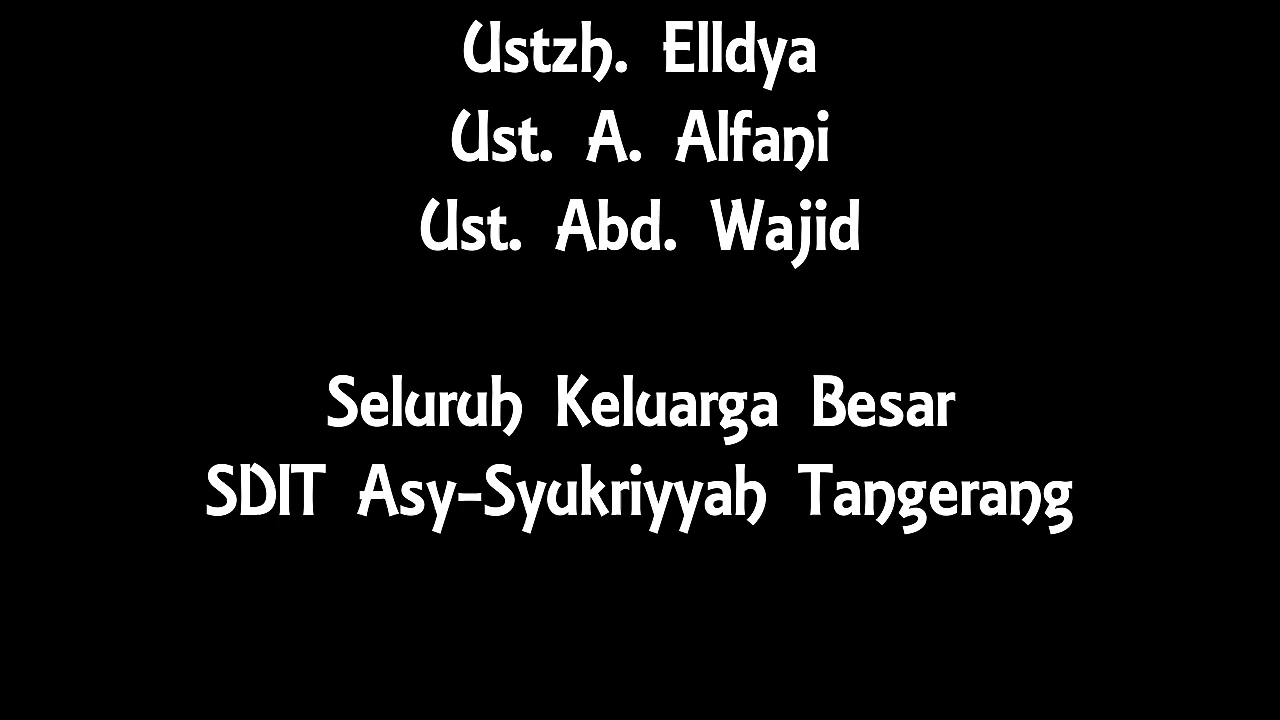 Ustzh. Elldya
Ust. A. Alfani
Ust. Abd. Wajid
Seluruh Keluarga Besar
SDIT Asy-Syukriyyah Tangerang